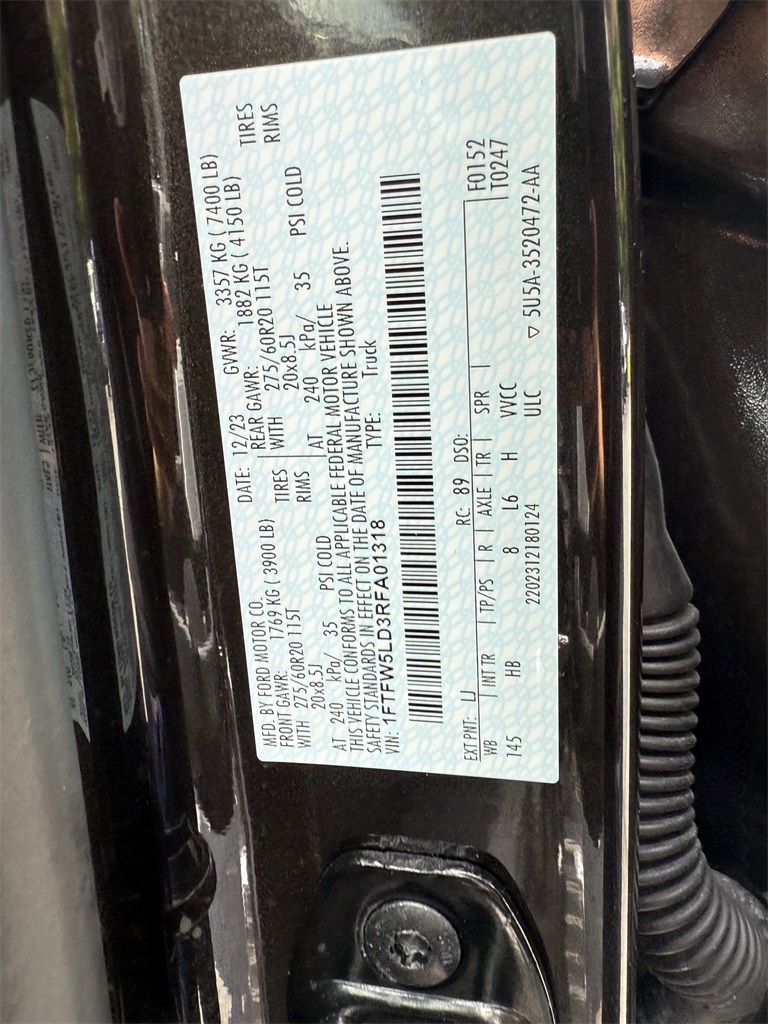 MFD. BY FORD MOTOR CO.
DATE: 12/23 GVWR: 3357 KG ( 7400 LB)
FRONT GAWR: 1769 KG ( 3900 LB)
REAR GAWR: 1882 KG ( 4150 LB)
WITH 275/60R20 115T TIRES
WITH 275/60R20 115T TIRES
20x8.5J RIMS
20x8.5J RIMS
AT 240 kPa/ 35 PSI COLD
AT 240 kPa/ 35 PSI COLD
THIS VEHICLE CONFORMS TO ALL APPLICABLE FEDERAL MOTOR VEHICLE
SAFETY STANDARDS IN EFFECT ON THE DATE OF MANUFACTURE SHOWN ABOVE.
VIN: 1FTFW5LD3RFA01318 TYPE: Truck
F0152
EXT PNT: LJ RC: 89 DSO: T0247
WB | INT TR | TP/PS | R | AXLE | TR | SPR |
145 HB 8 L6 H VVCC
2202312180124 ULC ▽ 5U5A-3520472-AA